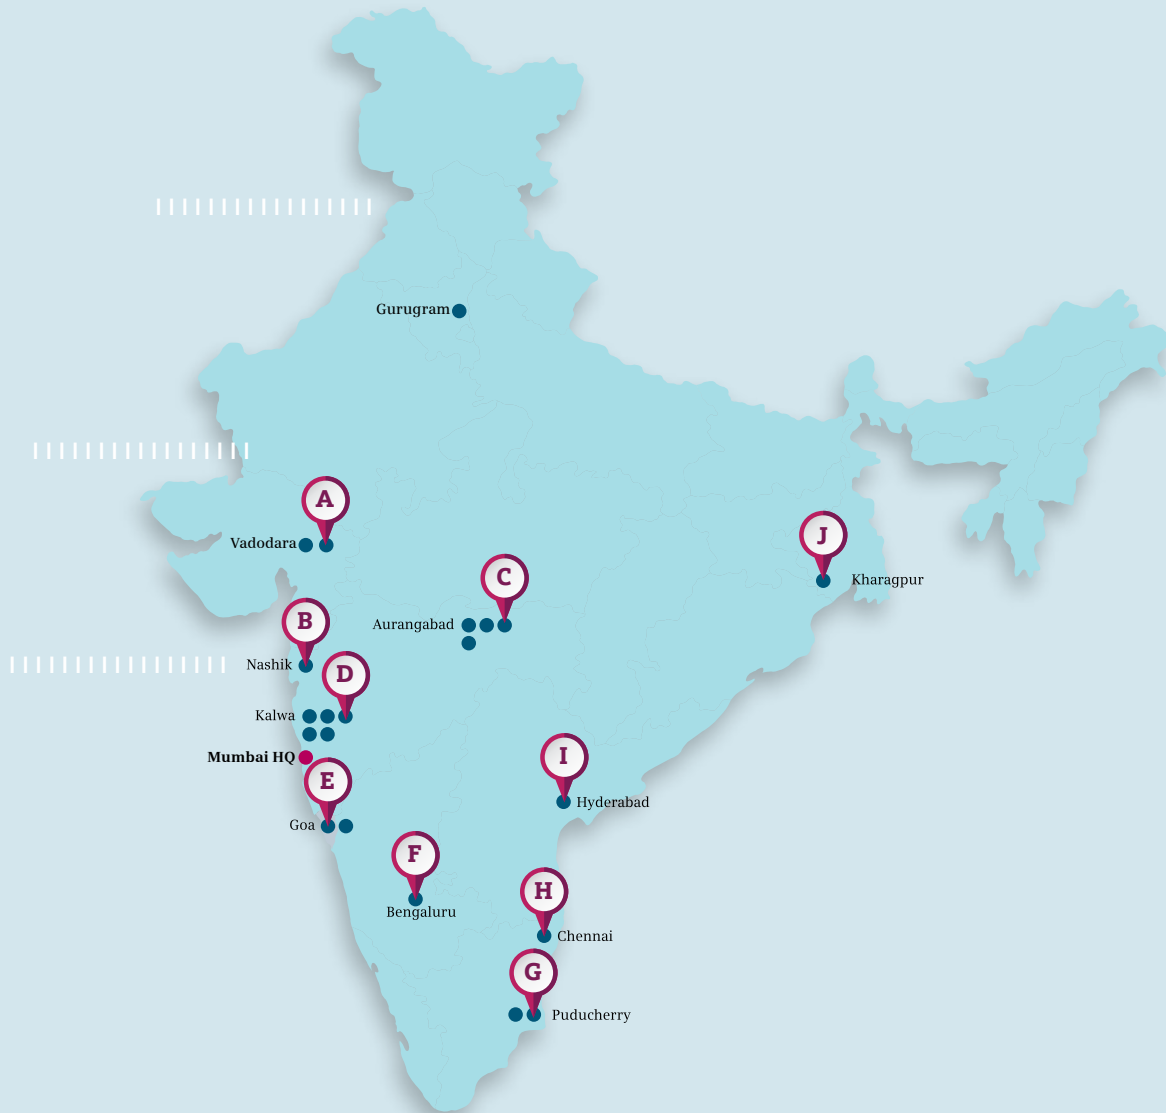 Gurugram
A
Vadodara
J
Kharagpur
C
Aurangabad
B
Nashik
D
Kalwa
Mumbai HQ
I
Hyderabad
E
Goa
F
Bengaluru
H
Chennai
G
Puducherry